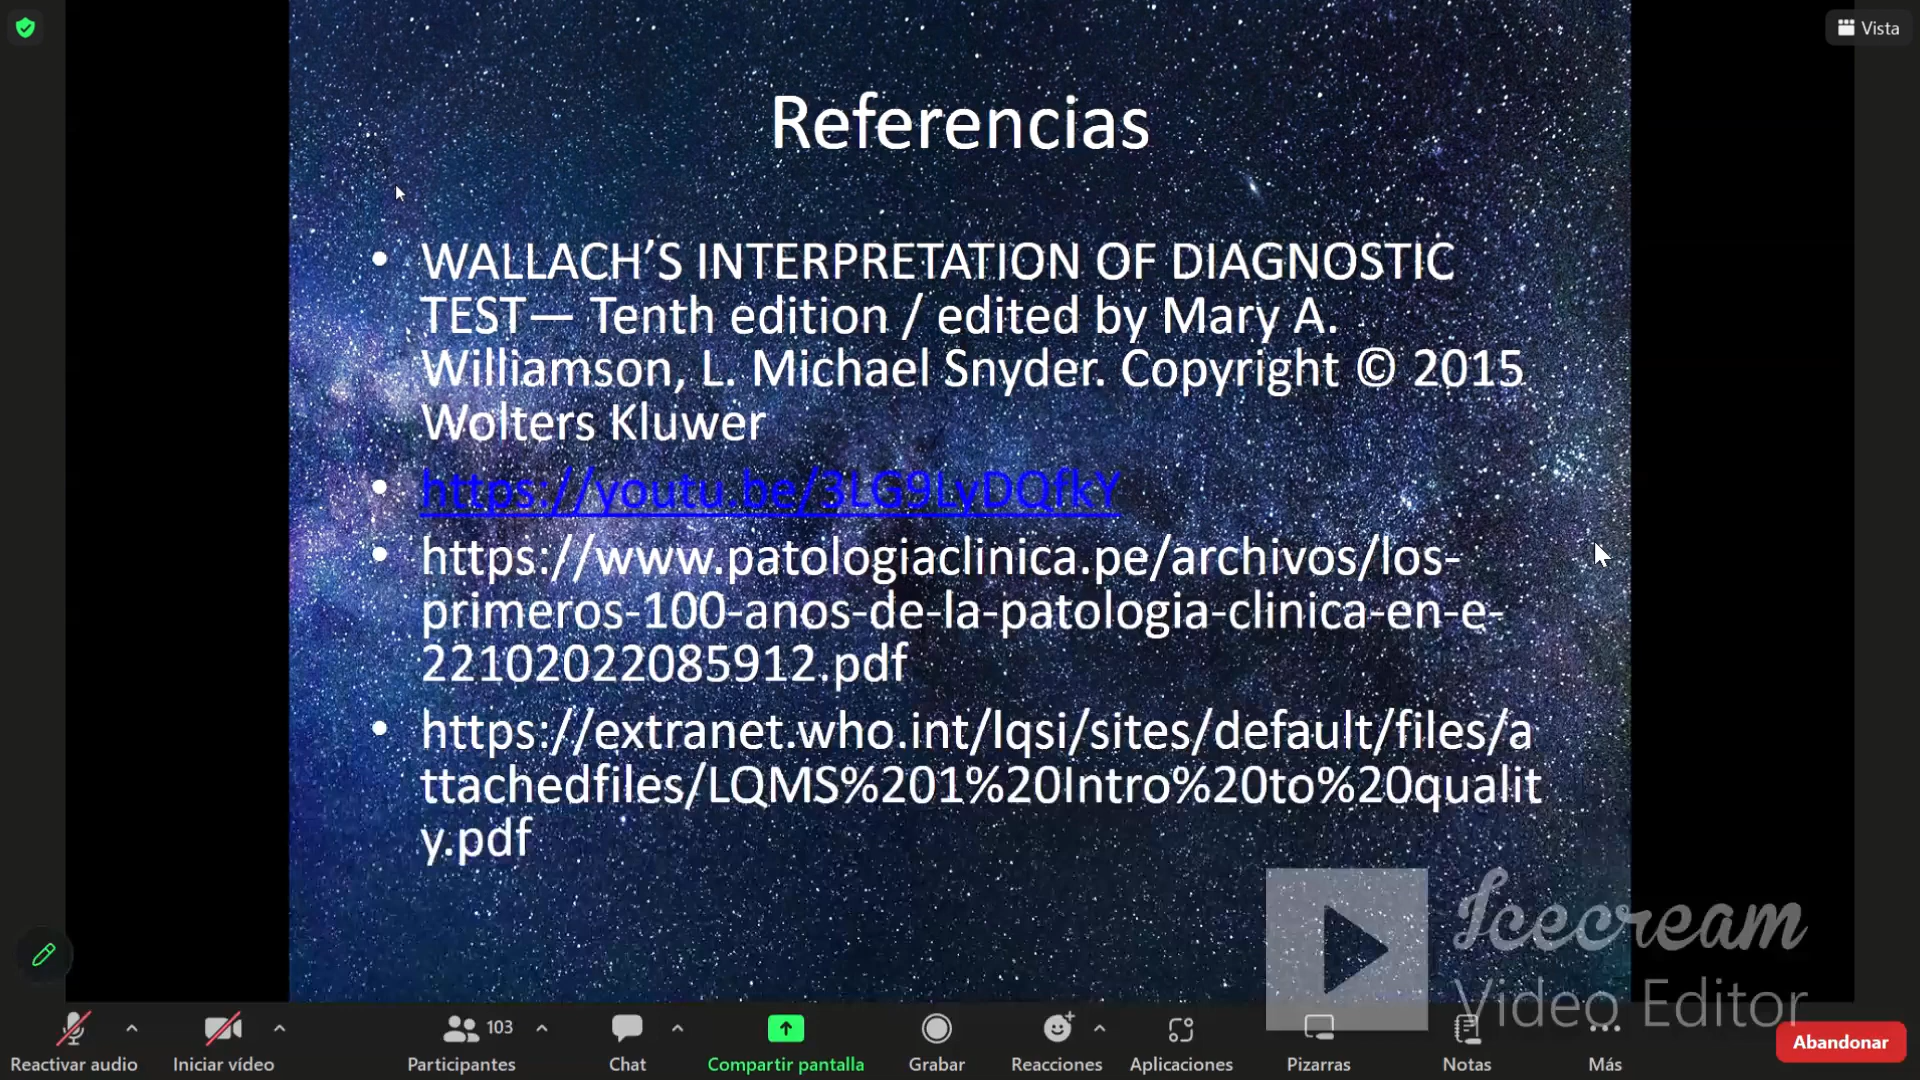 Vista
Referencias
• WALLACH’S INTERPRETATION OF DIAGNOSTIC
TEST— Tenth edition / edited by Mary A.
Williamson, L. Michael Snyder. Copyright © 2015
Wolters Kluwer
• https://youtu.be/3LG9LyDQfkY
• https://www.patologiaclinica.pe/archivos/los-
primeros-100-anos-de-la-patologia-clinica-en-e-
22102022085912.pdf
• https://extranet.who.int/lqsi/sites/default/files/a
ttachedfiles/LQMS%201%20Intro%20to%20qualit
y.pdf
Icecream
Video Editor
103
Reactivar audio
Iniciar vídeo
Participantes
Chat
Compartir pantalla
Grabar
Reacciones
Aplicaciones
Pizarras
Notas
Más
Abandonar